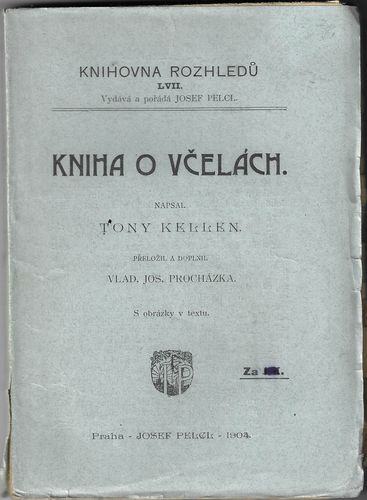 KNIHOVNA ROZHLEDŮ
LVII.
Vydává a pořádá JOSEF PELCL.
KNIHA O VČELÁCH.
NAPSAL
TONY KELLEN.
PŘELOŽIL A DOPLNIL
VLAD. JOS. PROCHÁZKA.
S obrázky v textu.
Za
Praha - JOSEF PELCL - 1904.